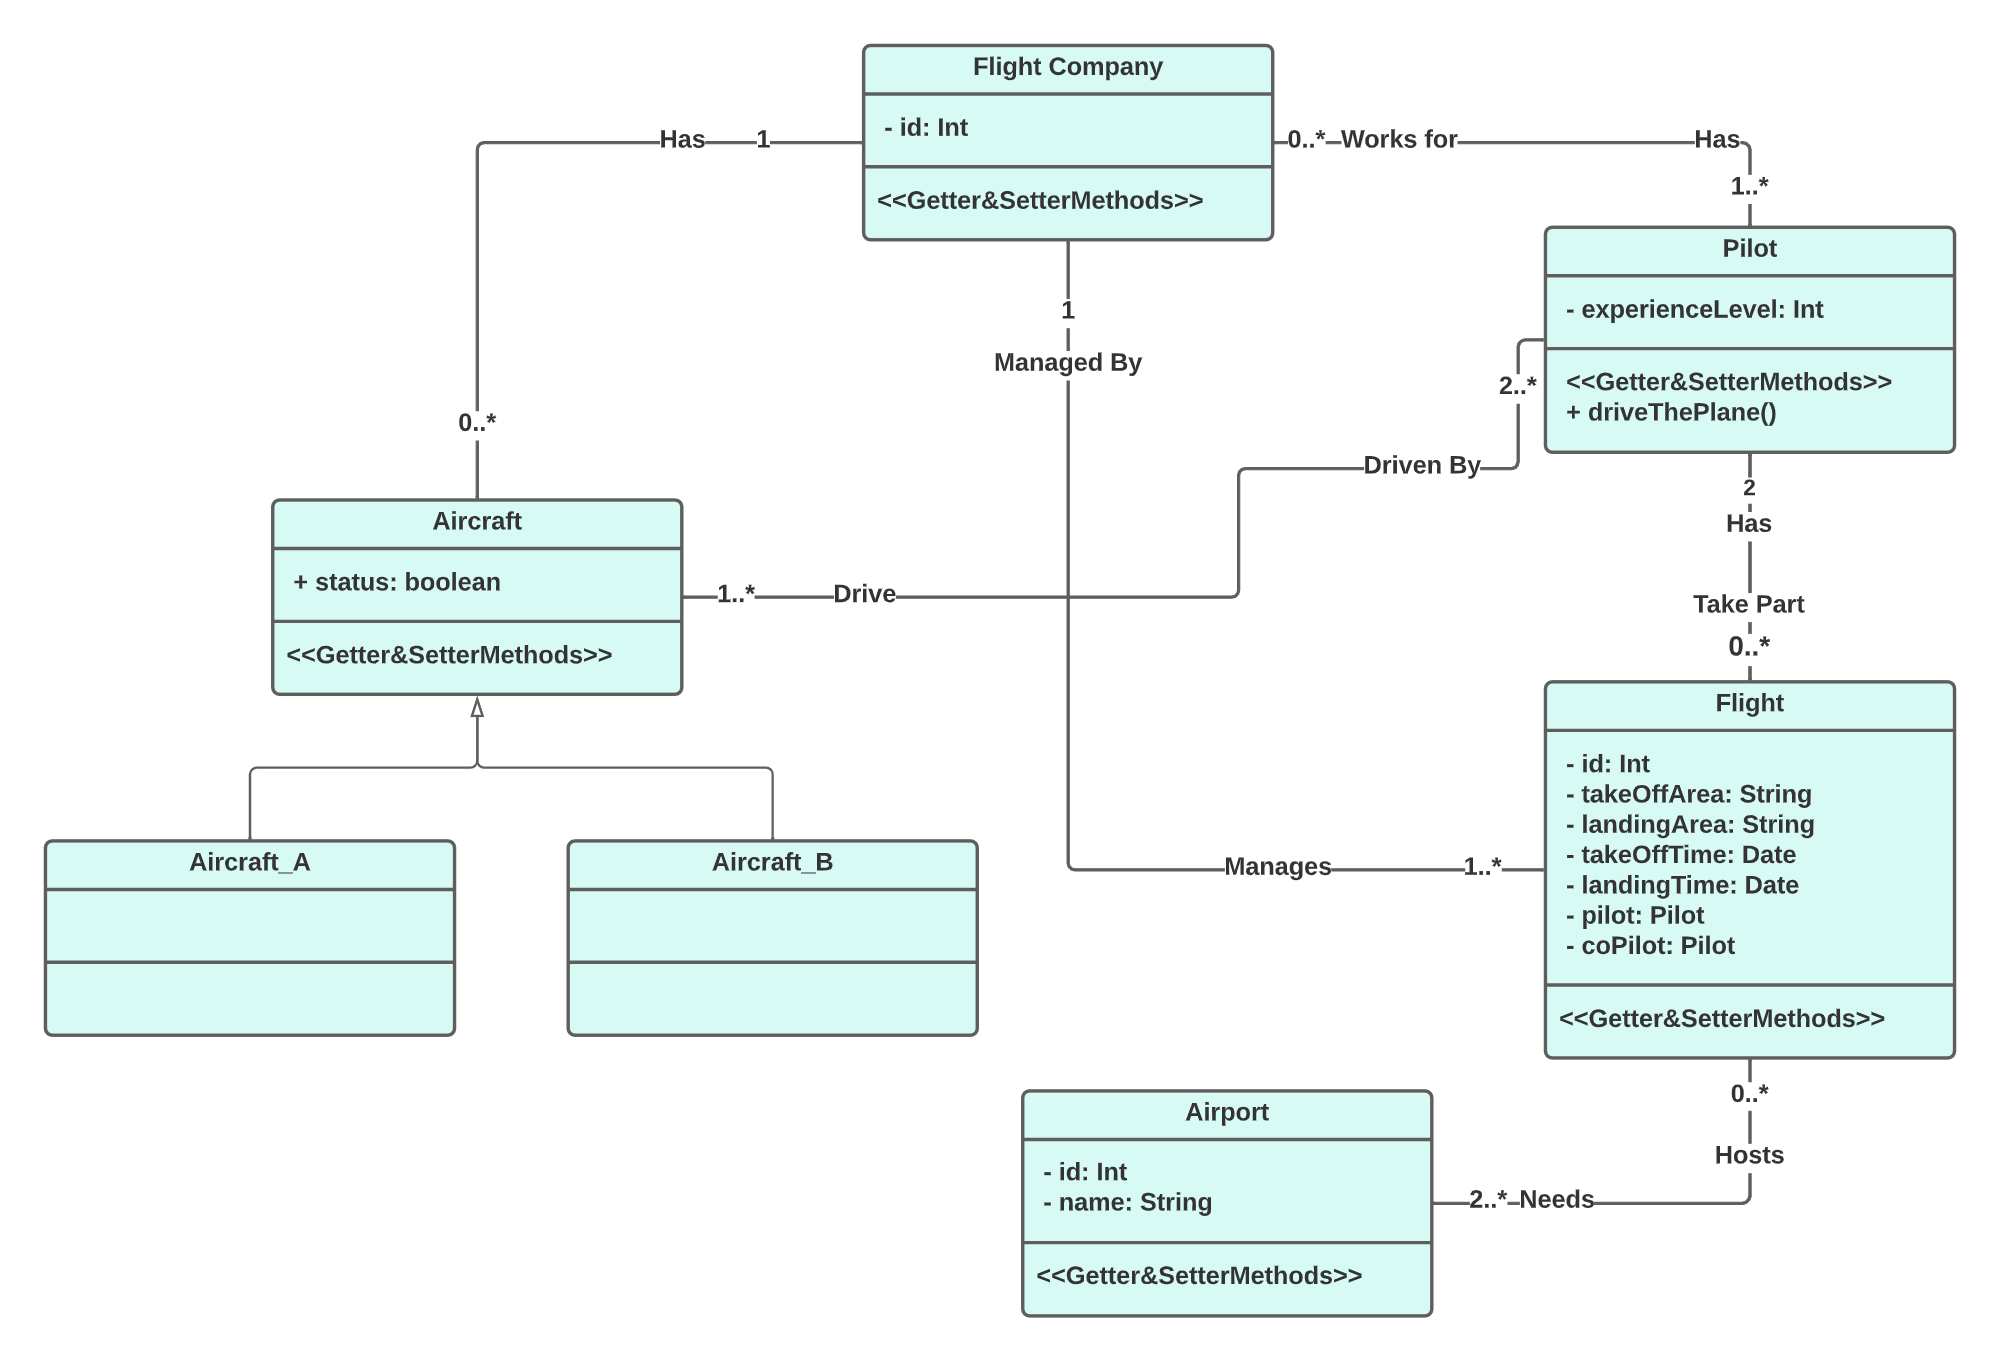 Flight Company
- id: Int
<<Getter&SetterMethods>>
Has
1
0..*
Works for
Has
1..*
Pilot
- experienceLevel: Int
<<Getter&SetterMethods>>
+ driveThePlane()
1
Managed By
2..*
Driven By
0..*
2
Has
Aircraft
+ status: boolean
<<Getter&SetterMethods>>
1..*
Drive
Take Part
0..*
Flight
- id: Int
- takeOffArea: String
- landingArea: String
- takeOffTime: Date
- landingTime: Date
- pilot: Pilot
- coPilot: Pilot
<<Getter&SetterMethods>>
Aircraft_A
Aircraft_B
Manages
1..*
0..*
Hosts
2..*
Needs
Airport
- id: Int
- name: String
<<Getter&SetterMethods>>